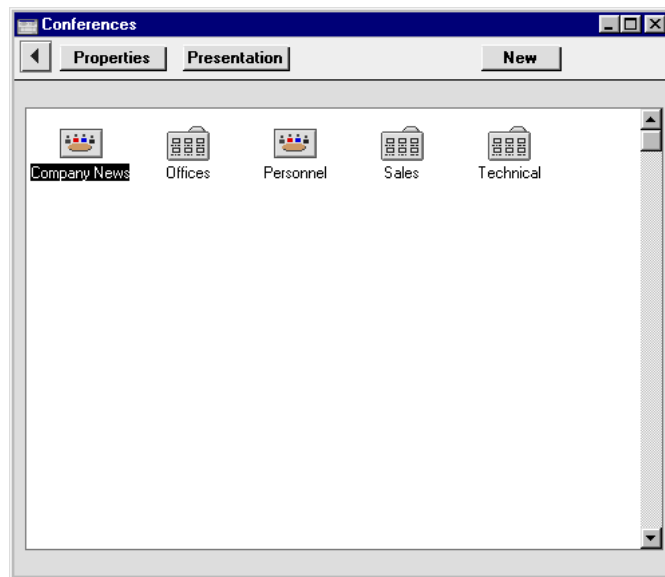 Conferences
Properties Presentation New
Company News Offices Personnel Sales Technical